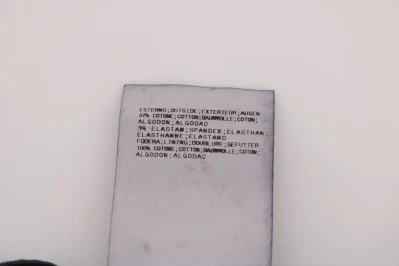 ESTERNO;OUTSIDE;EXTERIEUR;AUSEN
97% COTONE;COTTON;BAUMWOLLE;COTON;
ALGODON;ALGODAO
3% ELASTAM;SPANDEX;ELASTHAN;
ELASTHANNE;ELASTANO
FODERA;LINING;DOUBLURE;GEFUTTER
100% COTONE;COTTON;BAUMWOLLE;COTON;
ALGODON;ALGODAO